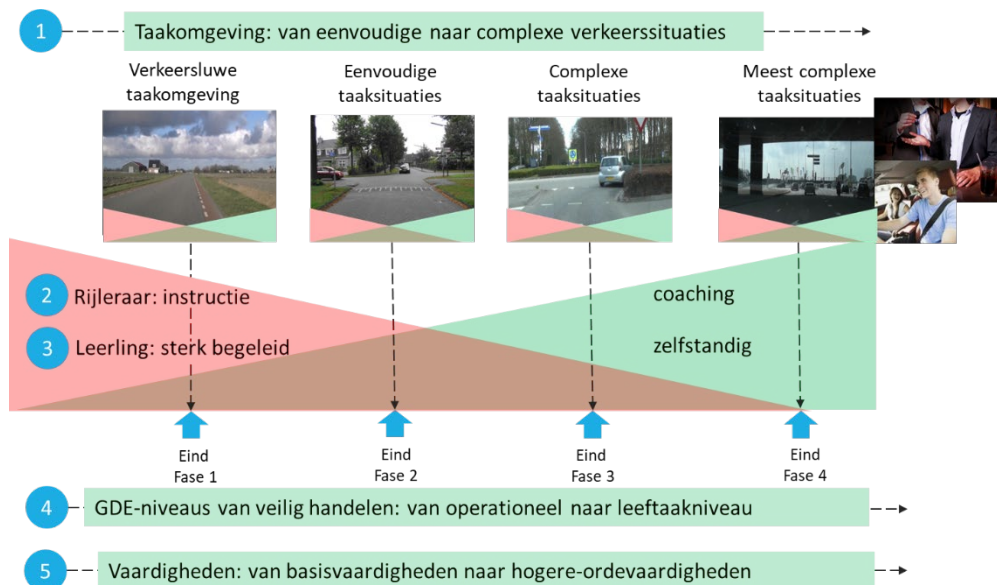 1
Taakomgeving: van eenvoudige naar complexe verkeerssituaties
Verkeersluwe
taakomgeving
Eenvoudige
taaksituaties
Complexe
taaksituaties
Meest complexe
taaksituaties
2
Rijleraar: instructie
coaching
3
Leerling: sterk begeleid
zelfstandig
Eind
Fase 1
Eind
Fase 2
Eind
Fase 3
Eind
Fase 4
4
GDE-niveaus van veilig handelen: van operationeel naar leeftaakniveau
5
Vaardigheden: van basisvaardigheden naar hogere-ordevaardigheden